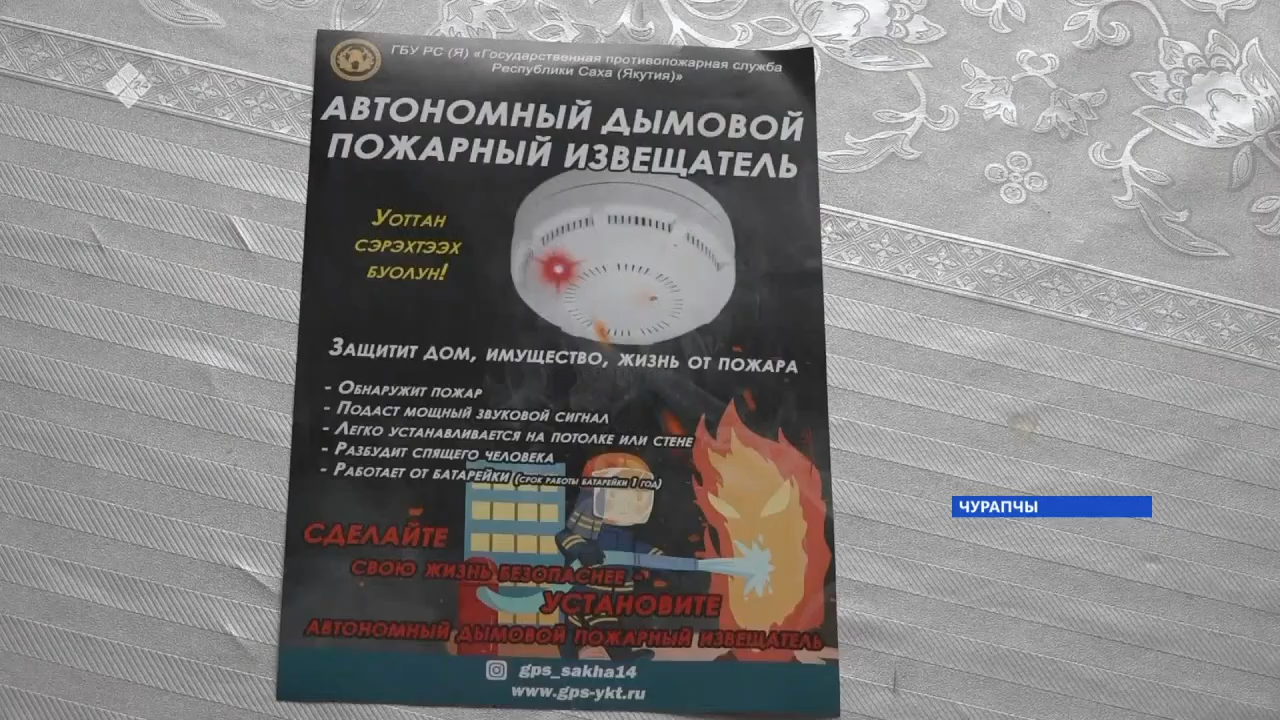 ГБУ РС (Я) «Государственная противопожарная служба
Республики Саха (Якутия)»
АВТОНОМНЫЙ ДЫМОВОЙ
ПОЖАРНЫЙ ИЗВЕЩАТЕЛЬ
Уоттан
сэрэхтээх
буолуҥ!
Защитит дом, имущество, жизнь от пожара
- Обнаружит пожар
- Подаст мощный звуковой сигнал
- Легко устанавливается на потолке или стене
- Разбудит спящего человека
- Работает от батарейки (срок работы батарейки 1 год)
СДЕЛАЙТЕ
СВОЮ ЖИЗНЬ БЕЗОПАСНЕЕ -
УСТАНОВИТЕ
АВТОНОМНЫЙ ДЫМОВОЙ ПОЖАРНЫЙ ИЗВЕЩАТЕЛЬ
gps_sakha14
www.gps-ykt.ru
ЧУРАПЧЫ